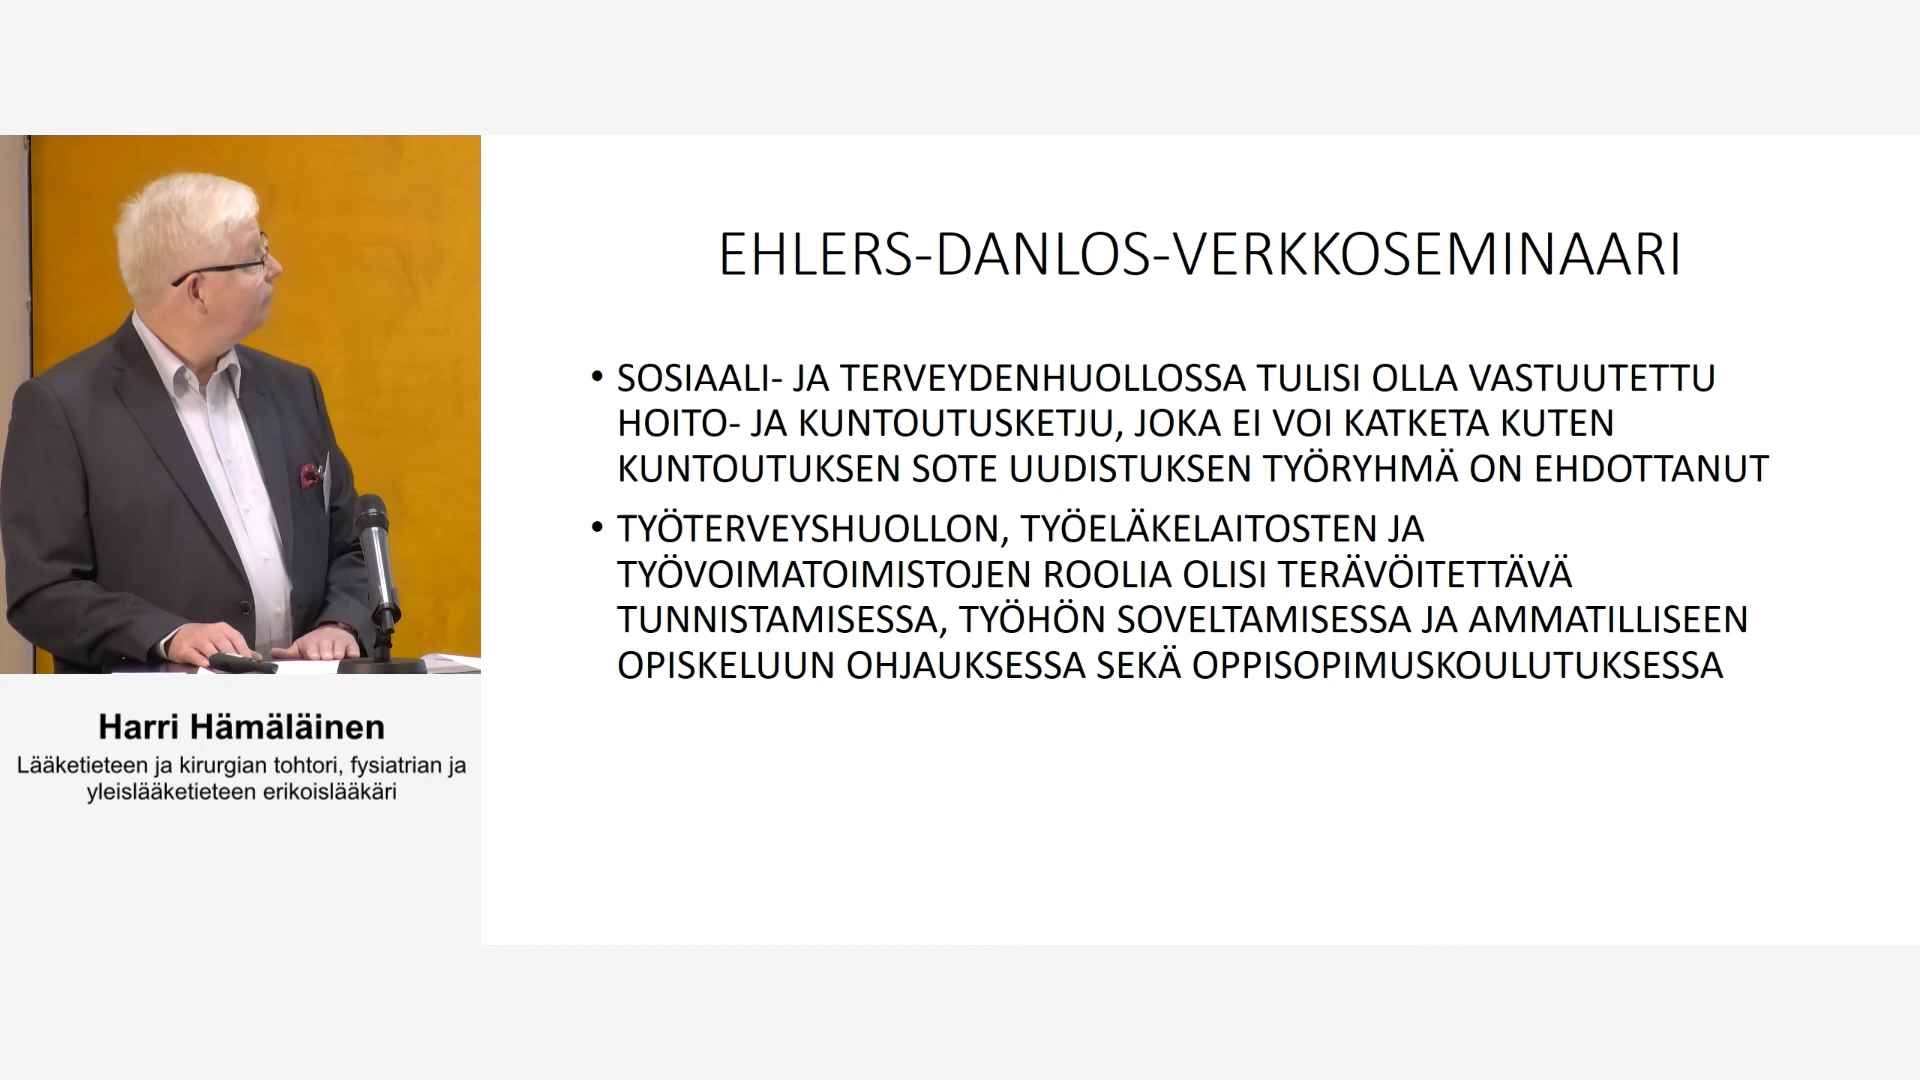 EHLERS-DANLOS-VERKKOSEMINAARI
• SOSIAALI- JA TERVEYDENHUOLLOSSA TULISI OLLA VASTUUTETTU
HOITO- JA KUNTOUTUSKETJU, JOKA EI VOI KATKETA KUTEN
KUNTOUTUKSEN SOTE UUDISTUKSEN TYÖRYHMÄ ON EHDOTTANUT
• TYÖTERVEYSHUOLLON, TYÖELÄKELAITOSTEN JA
TYÖVOIMATOIMISTOJEN ROOLIA OLISI TERÄVÖITETTÄVÄ
TUNNISTAMISESSA, TYÖHÖN SOVELTAMISESSA JA AMMATILLISEEN
OPISKELUUN OHJAUKSESSA SEKÄ OPPISOPIMUSKOULUTUKSESSA
Harri Hämäläinen
Lääketieteen ja kirurgian tohtori, fysiatrian ja
yleislääketieteen erikoislääkäri